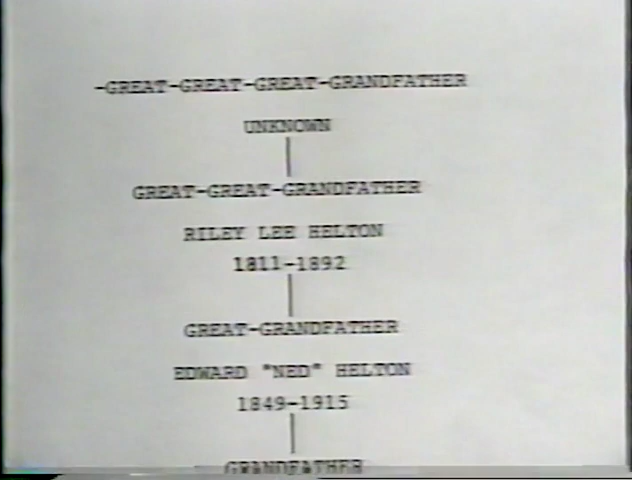 -GREAT-GREAT-GREAT-GRANDFATHER
UNKNOWN
GREAT-GREAT-GRANDFATHER
RILEY LEE HELTON
1811-1892
GREAT-GRANDFATHER
EDWARD "NED" HELTON
1849-1915
GRANDFATHER